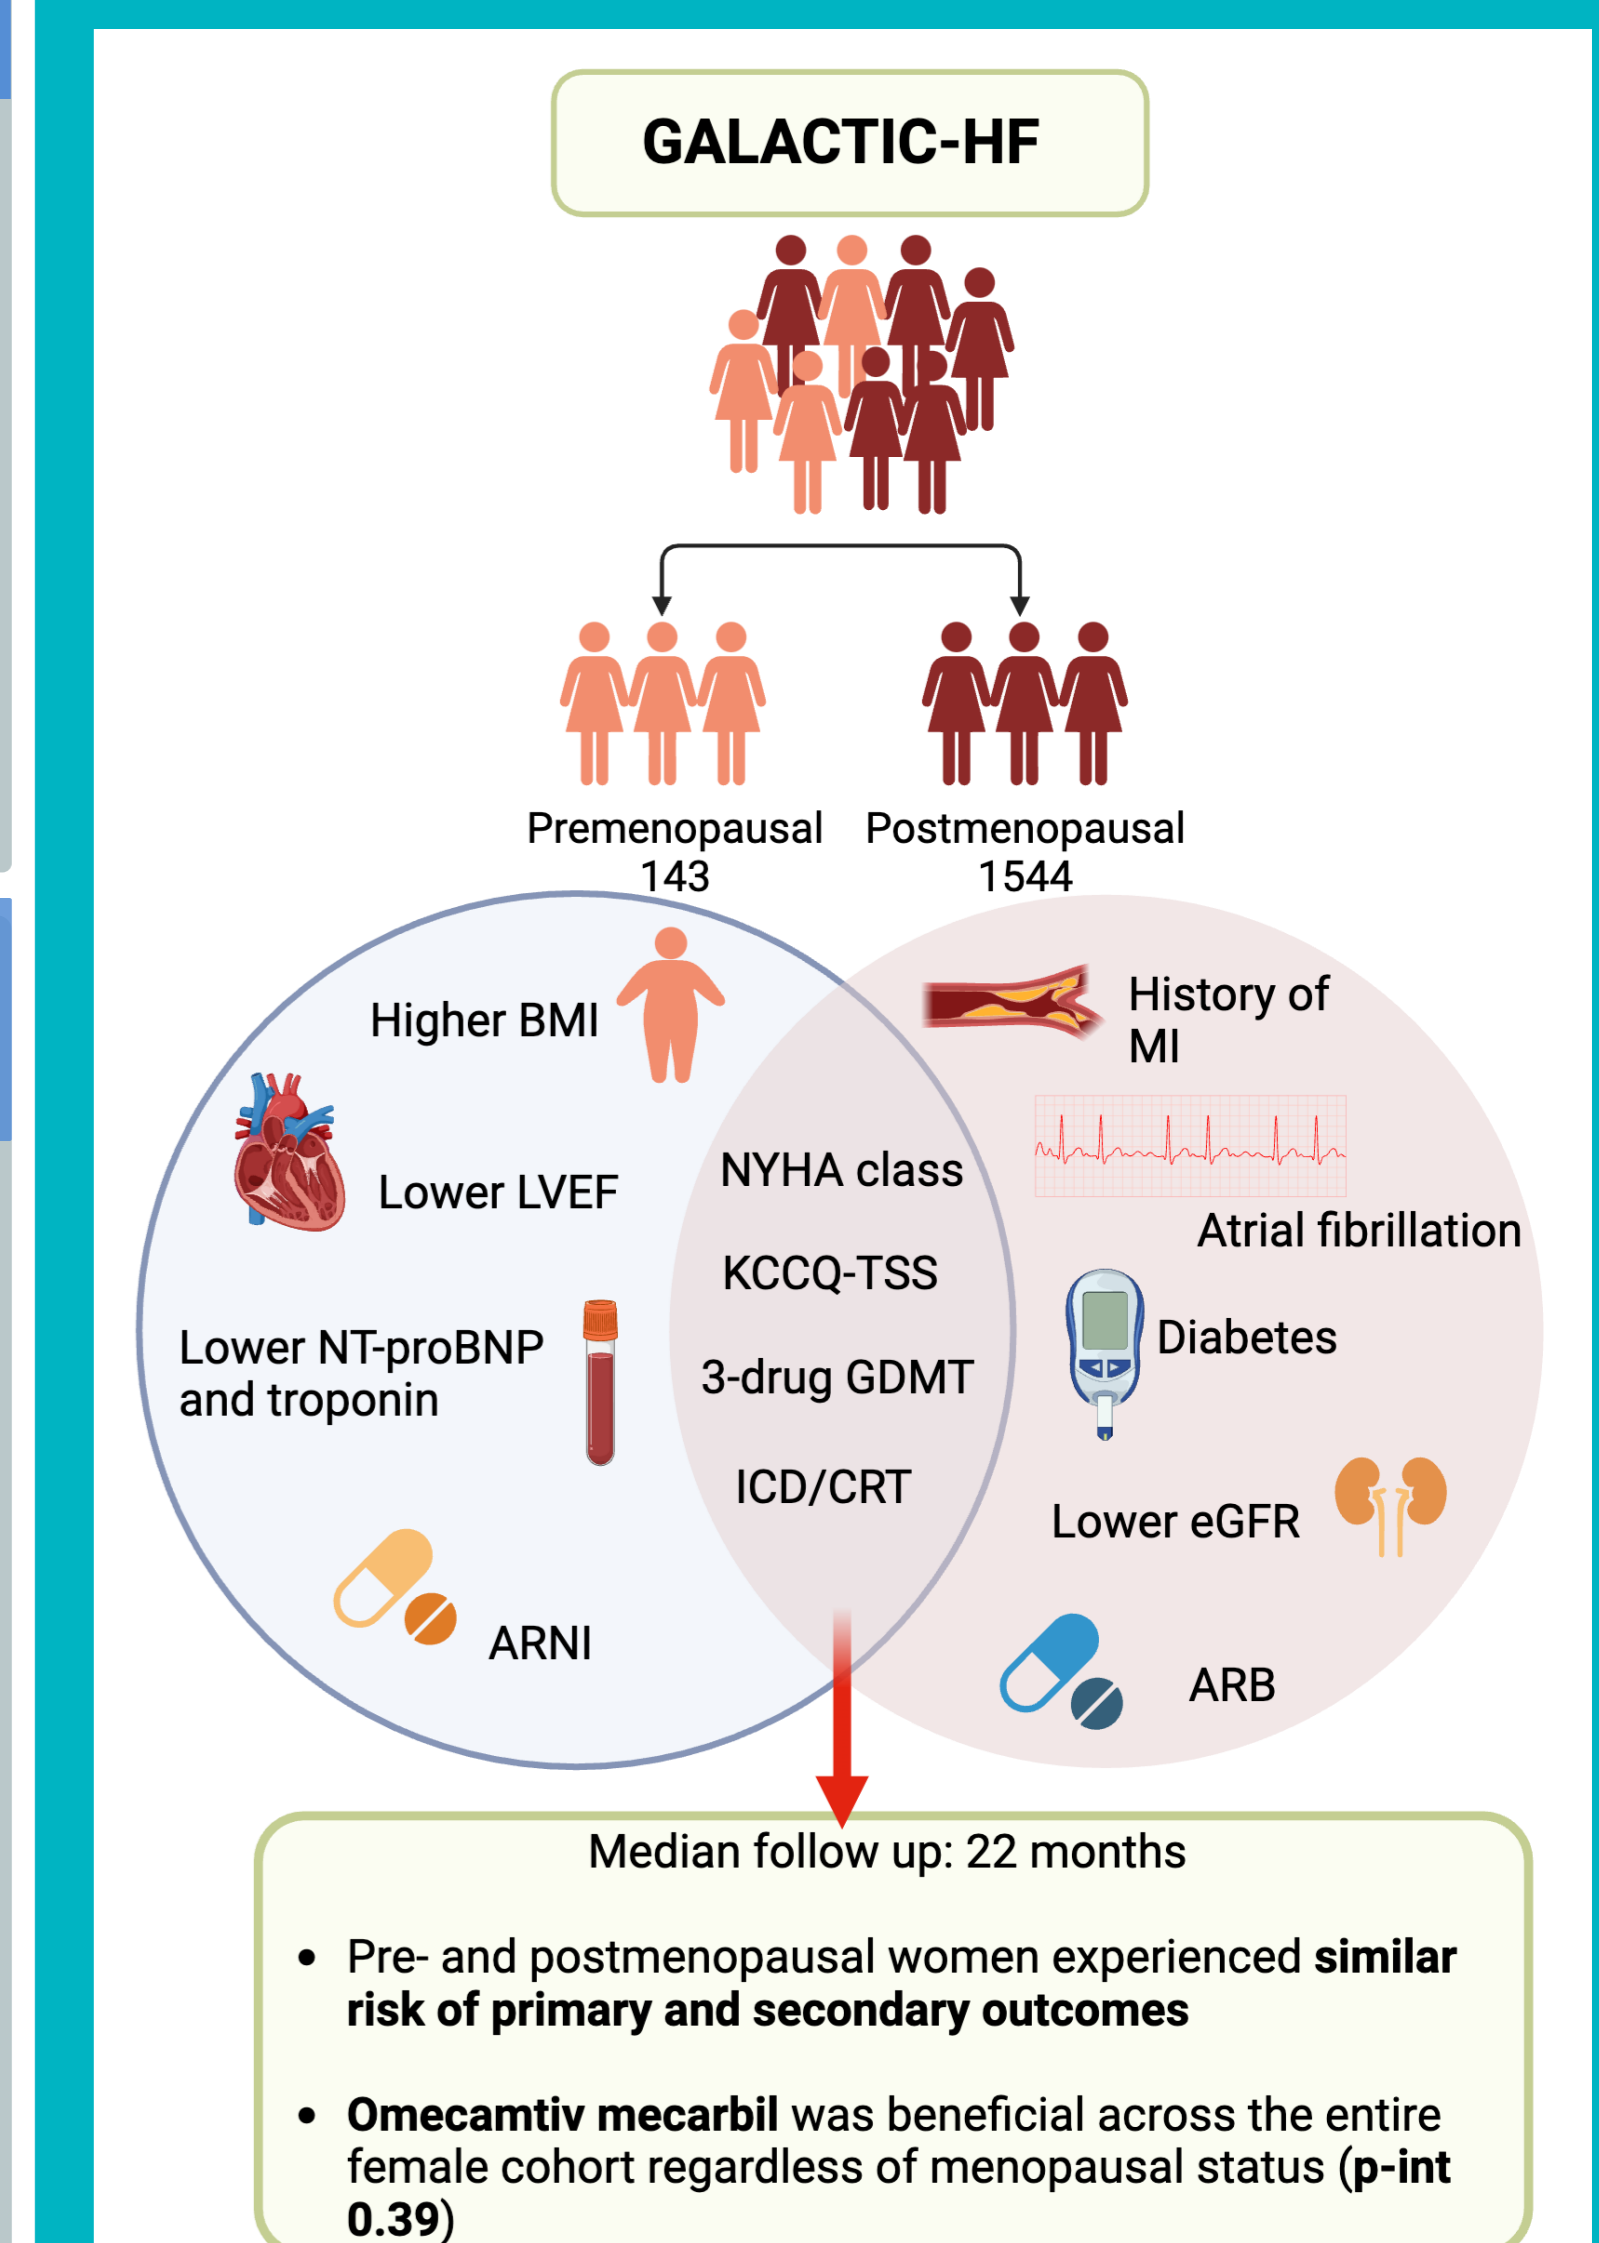 GALACTIC-HF
Premenopausal
143
Postmenopausal
1544
Higher BMI
Lower LVEF
Lower NT-proBNP
and troponin
ARNI
NYHA class
KCCQ-TSS
3-drug GDMT
ICD/CRT
History of
MI
Atrial fibrillation
Diabetes
Lower eGFR
ARB
Median follow up: 22 months
• Pre- and postmenopausal women experienced similar
risk of primary and secondary outcomes
• Omecamtiv mecarbil was beneficial across the entire
female cohort regardless of menopausal status (p-int
0.39)